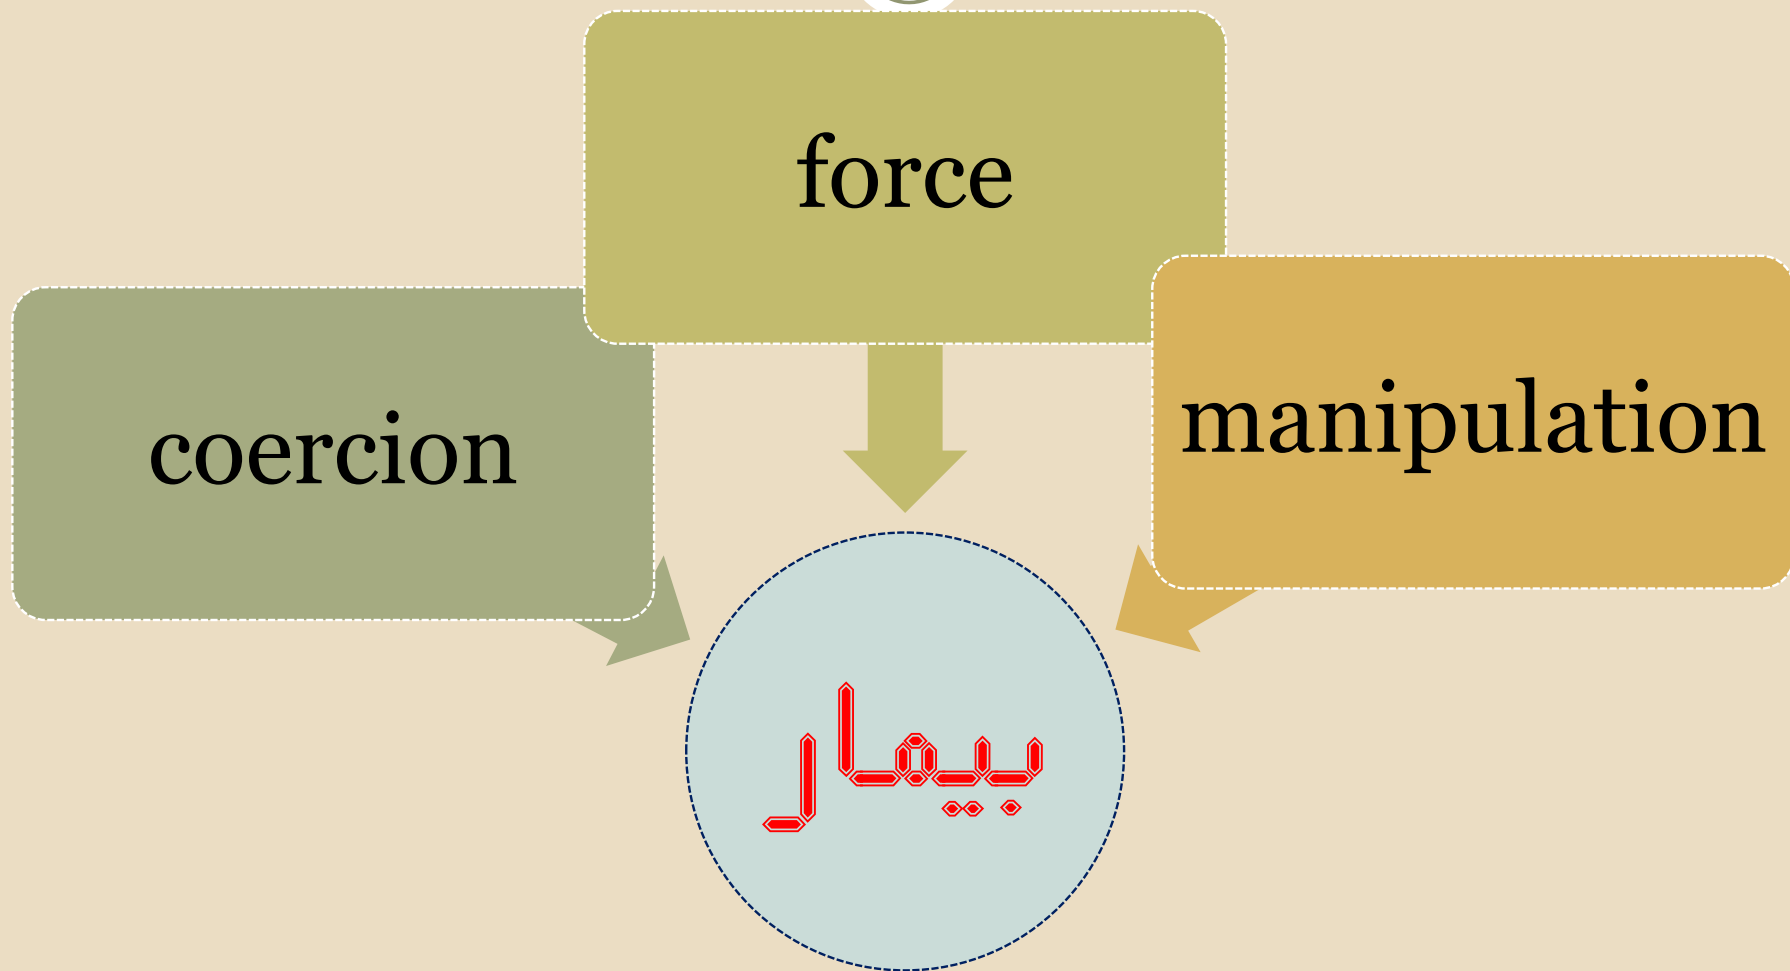 force
coercion
manipulation
بیمار